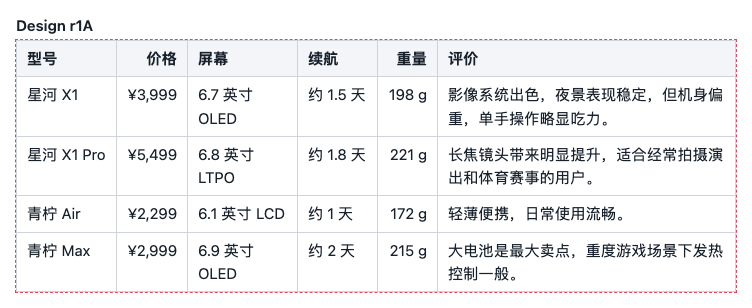 Design r1A
型号 价格 屏幕 续航 重量 评价
星河 X1 ¥3,999 6.7 英寸 约 1.5 天 198 g 影像系统出色，夜景表现稳定，但机身偏
OLED 重，单手操作略显吃力。
星河 X1 Pro ¥5,499 6.8 英寸 约 1.8 天 221 g 长焦镜头带来明显提升，适合经常拍摄演
LTPO 出和体育赛事的用户。
青柠 Air ¥2,299 6.1 英寸 LCD 约 1 天 172 g 轻薄便携，日常使用流畅。
青柠 Max ¥2,999 6.9 英寸 约 2 天 215 g 大电池是最大卖点，重度游戏场景下发热
OLED 控制一般。